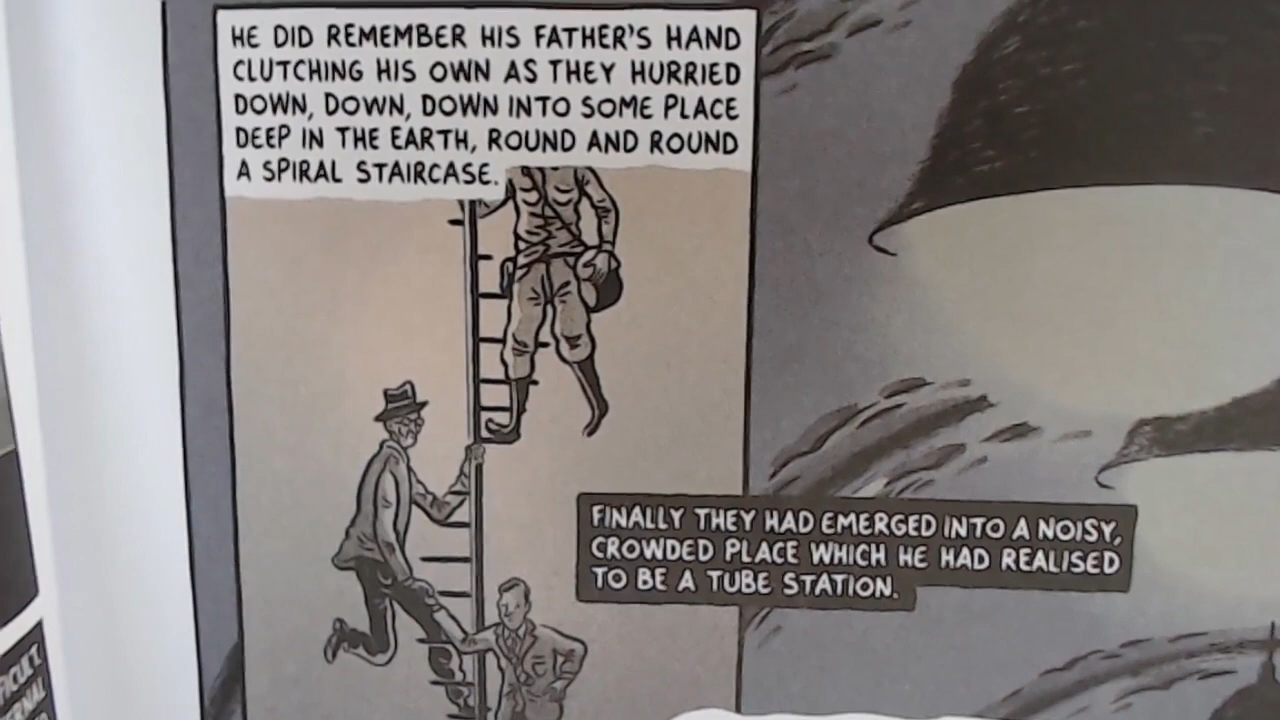 HE DID REMEMBER HIS FATHER'S HAND
CLUTCHING HIS OWN AS THEY HURRIED
DOWN, DOWN, DOWN INTO SOME PLACE
DEEP IN THE EARTH, ROUND AND ROUND
A SPIRAL STAIRCASE.
FINALLY THEY HAD EMERGED INTO A NOISY,
CROWDED PLACE WHICH HE HAD REALISED
TO BE A TUBE STATION.